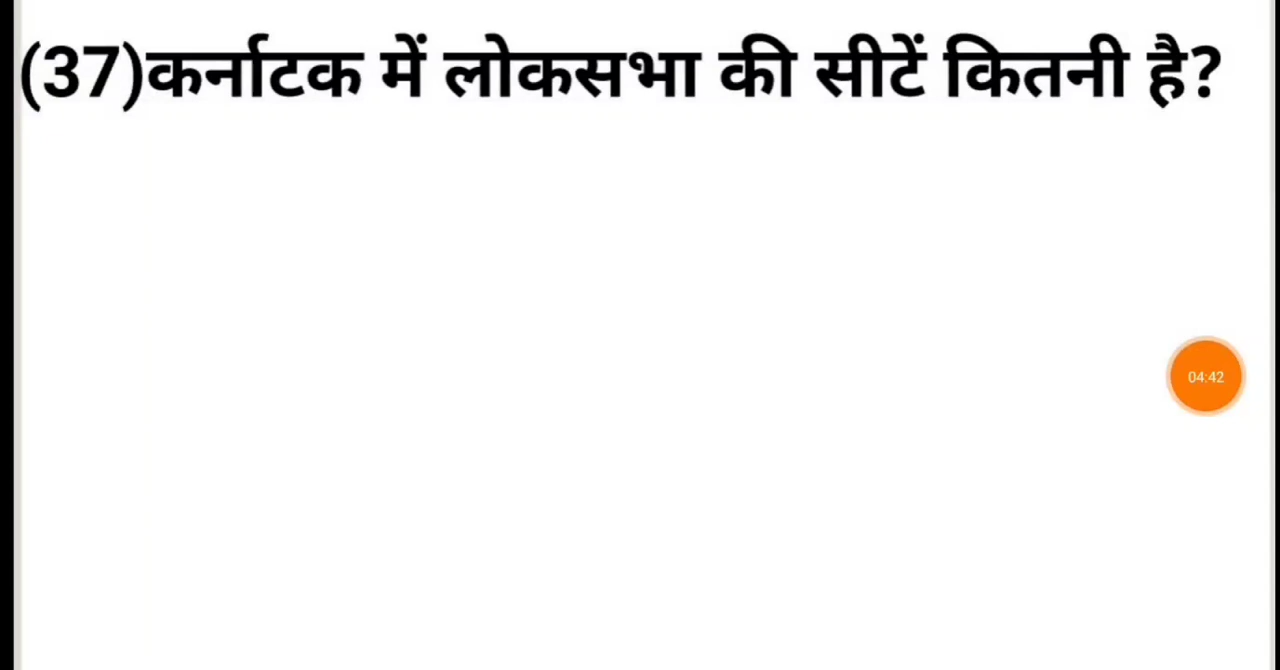 (37)कर्नाटक में लोकसभा की सीटें कितनी है?
04:42